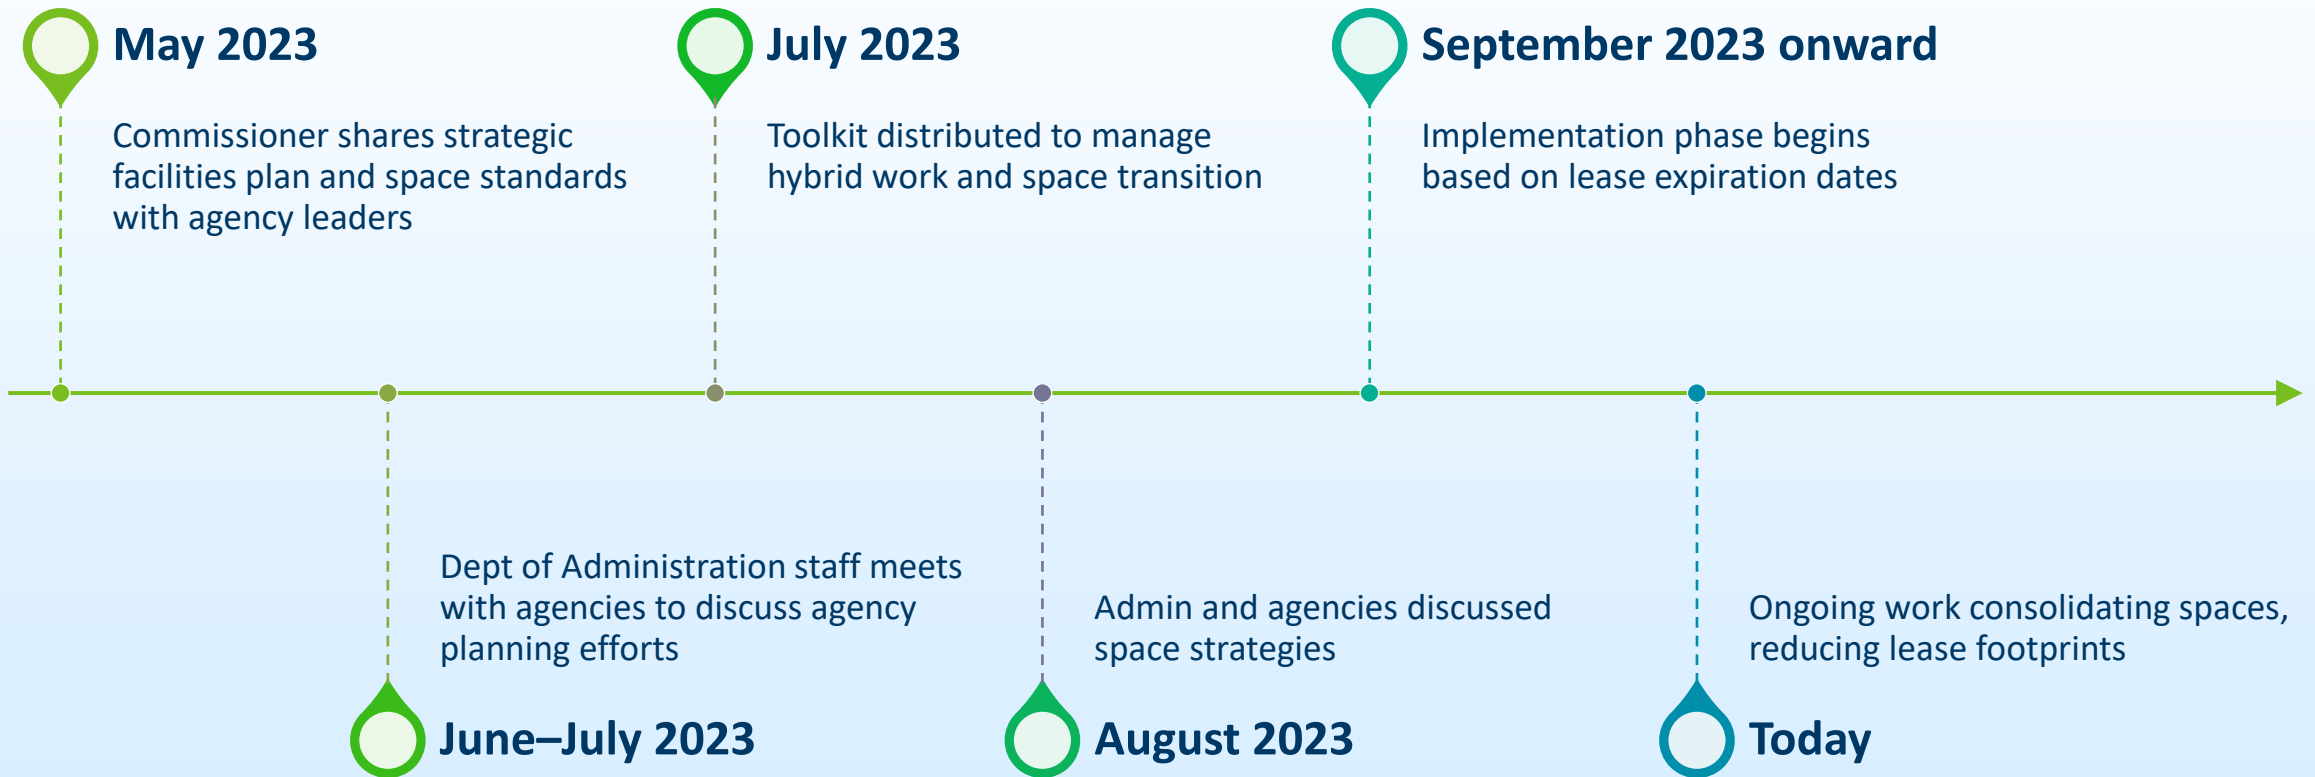 May 2023
Commissioner shares strategic
facilities plan and space standards
with agency leaders
Dept of Administration staff meets
with agencies to discuss agency
planning efforts
June–July 2023
July 2023
Toolkit distributed to manage
hybrid work and space transition
Admin and agencies discussed
space strategies
August 2023
September 2023 onward
Implementation phase begins
based on lease expiration dates
Ongoing work consolidating spaces,
reducing lease footprints
Today